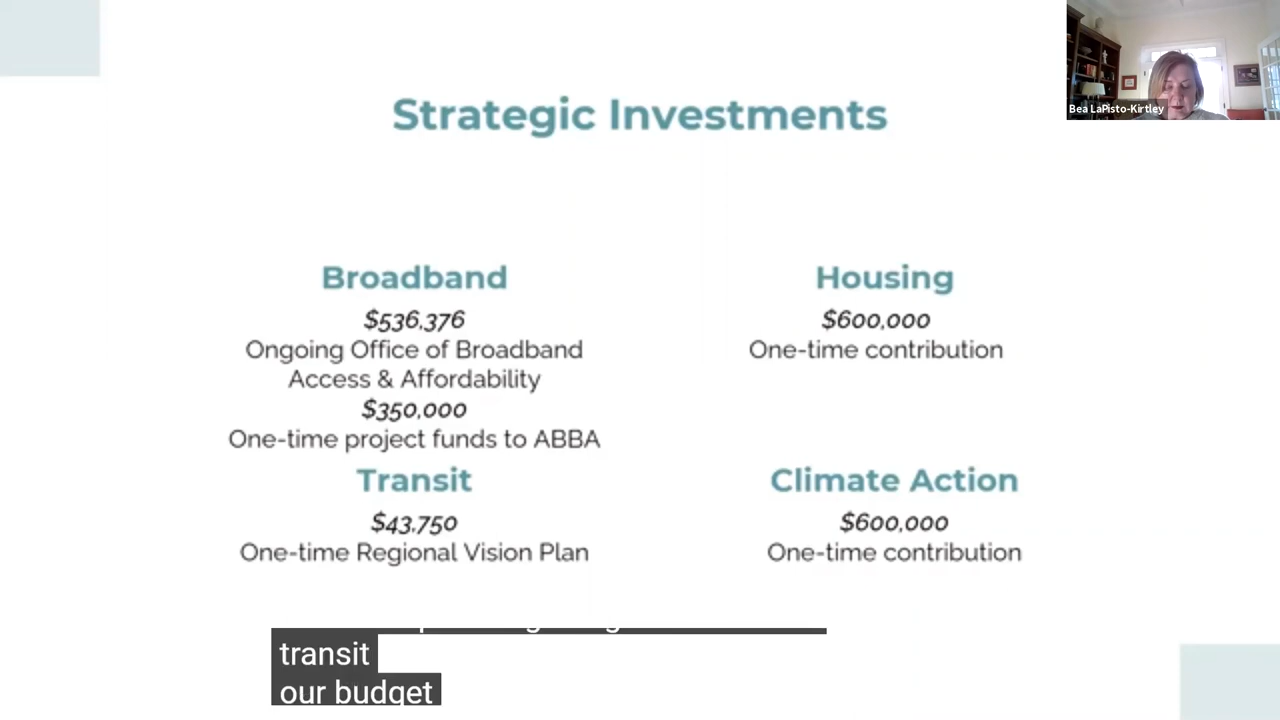 Strategic Investments
Bea LaPisto-Kirtley
Broadband
$536,376
Ongoing Office of Broadband
Access & Affordability
$350,000
One-time project funds to ABBA
Housing
$600,000
One-time contribution
Transit
$43,750
One-time Regional Vision Plan
Climate Action
$600,000
One-time contribution
transit
our budget